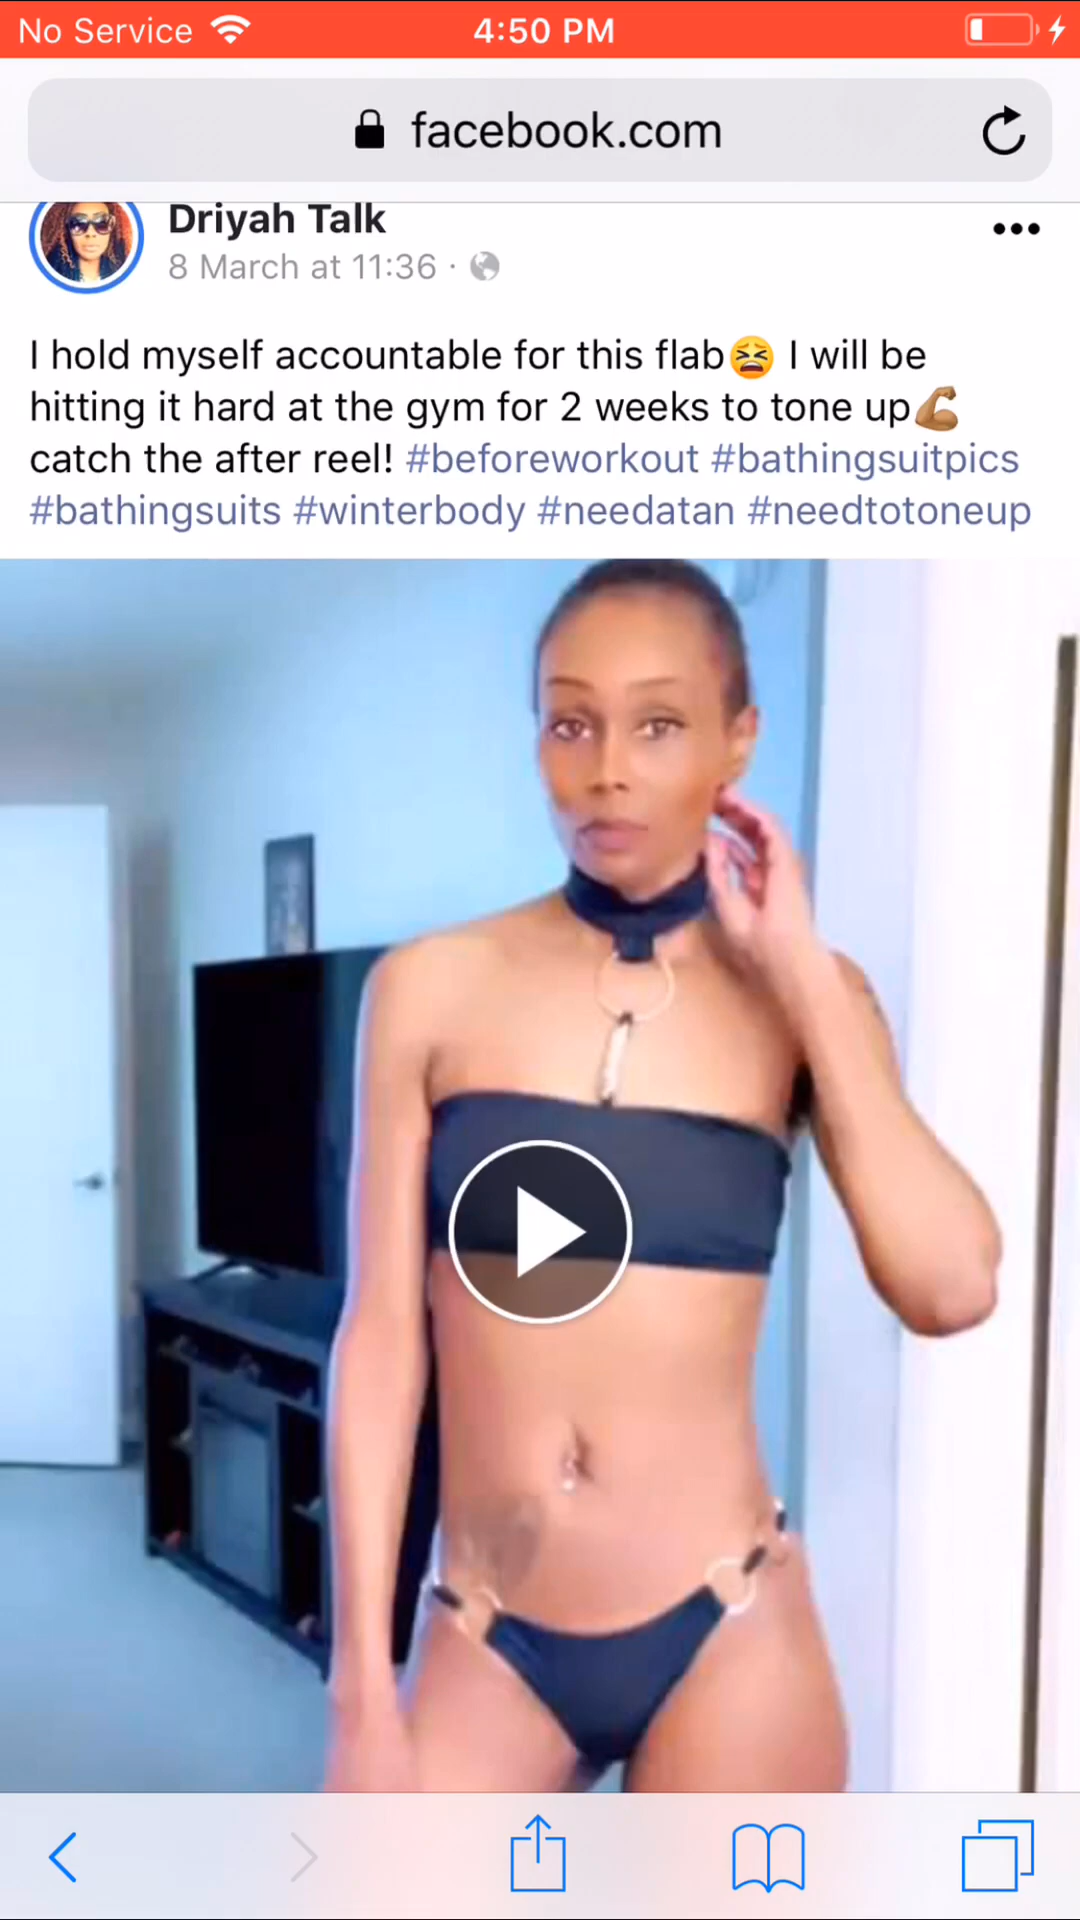 No Service 4:50 PM
facebook.com
Driyah Talk
8 March at 11:36 ·
I hold myself accountable for this flab😫 I will be
hitting it hard at the gym for 2 weeks to tone up💪🏽
catch the after reel! #beforeworkout #bathingsuitpics
#bathingsuits #winterbody #needatan #needtotoneup